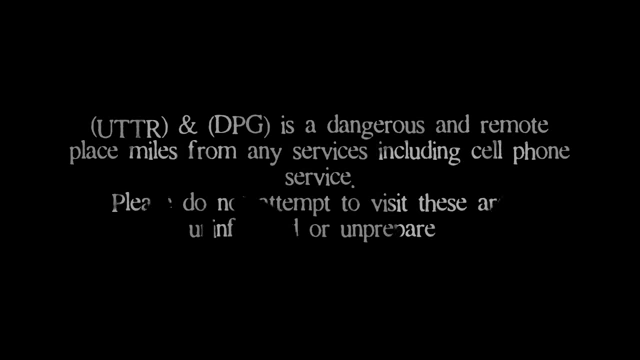 (UTTR) & (DPG) is a dangerous and remote
place miles from any services including cell phone
service.
do attempt to visit these
or